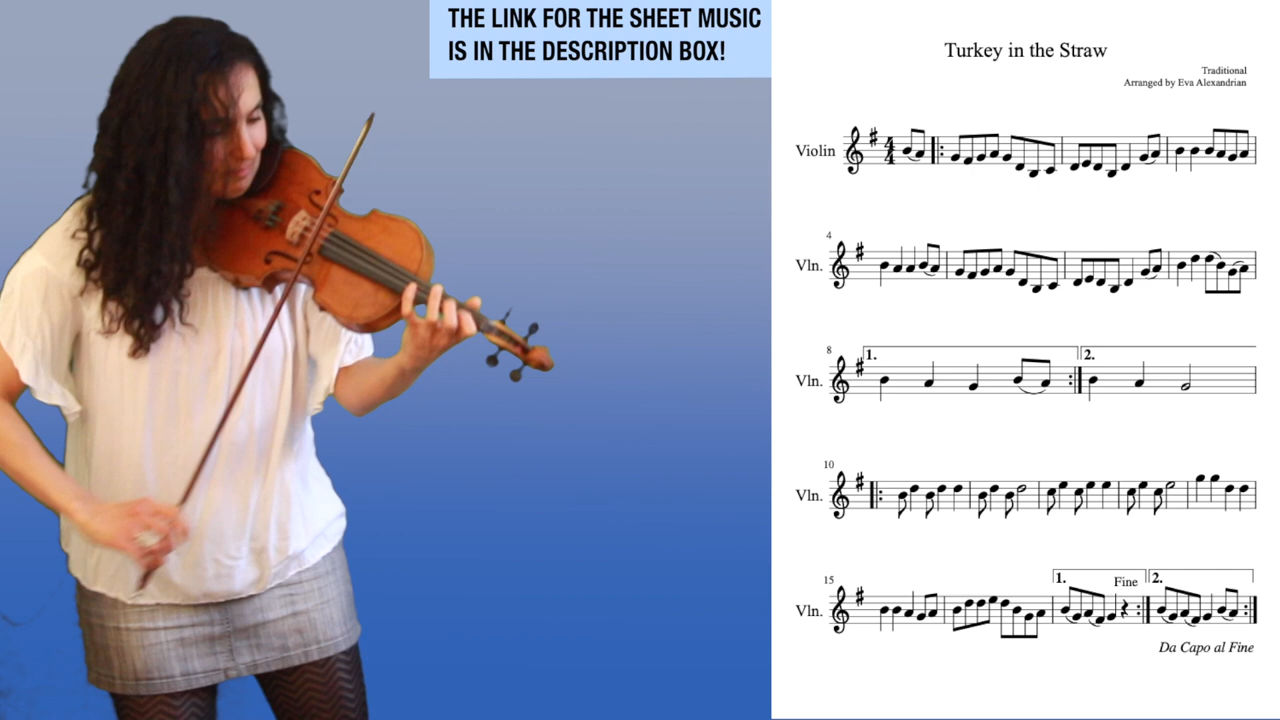 THE LINK FOR THE SHEET MUSIC
IS IN THE DESCRIPTION BOX!
Turkey in the Straw
Traditional
Arranged by Eva Alexandrian
Violin
4
4
4
Vln.
8
1.
2.
Vln.
10
Vln.
15
1.
Fine
2.
Vln.
Da Capo al Fine